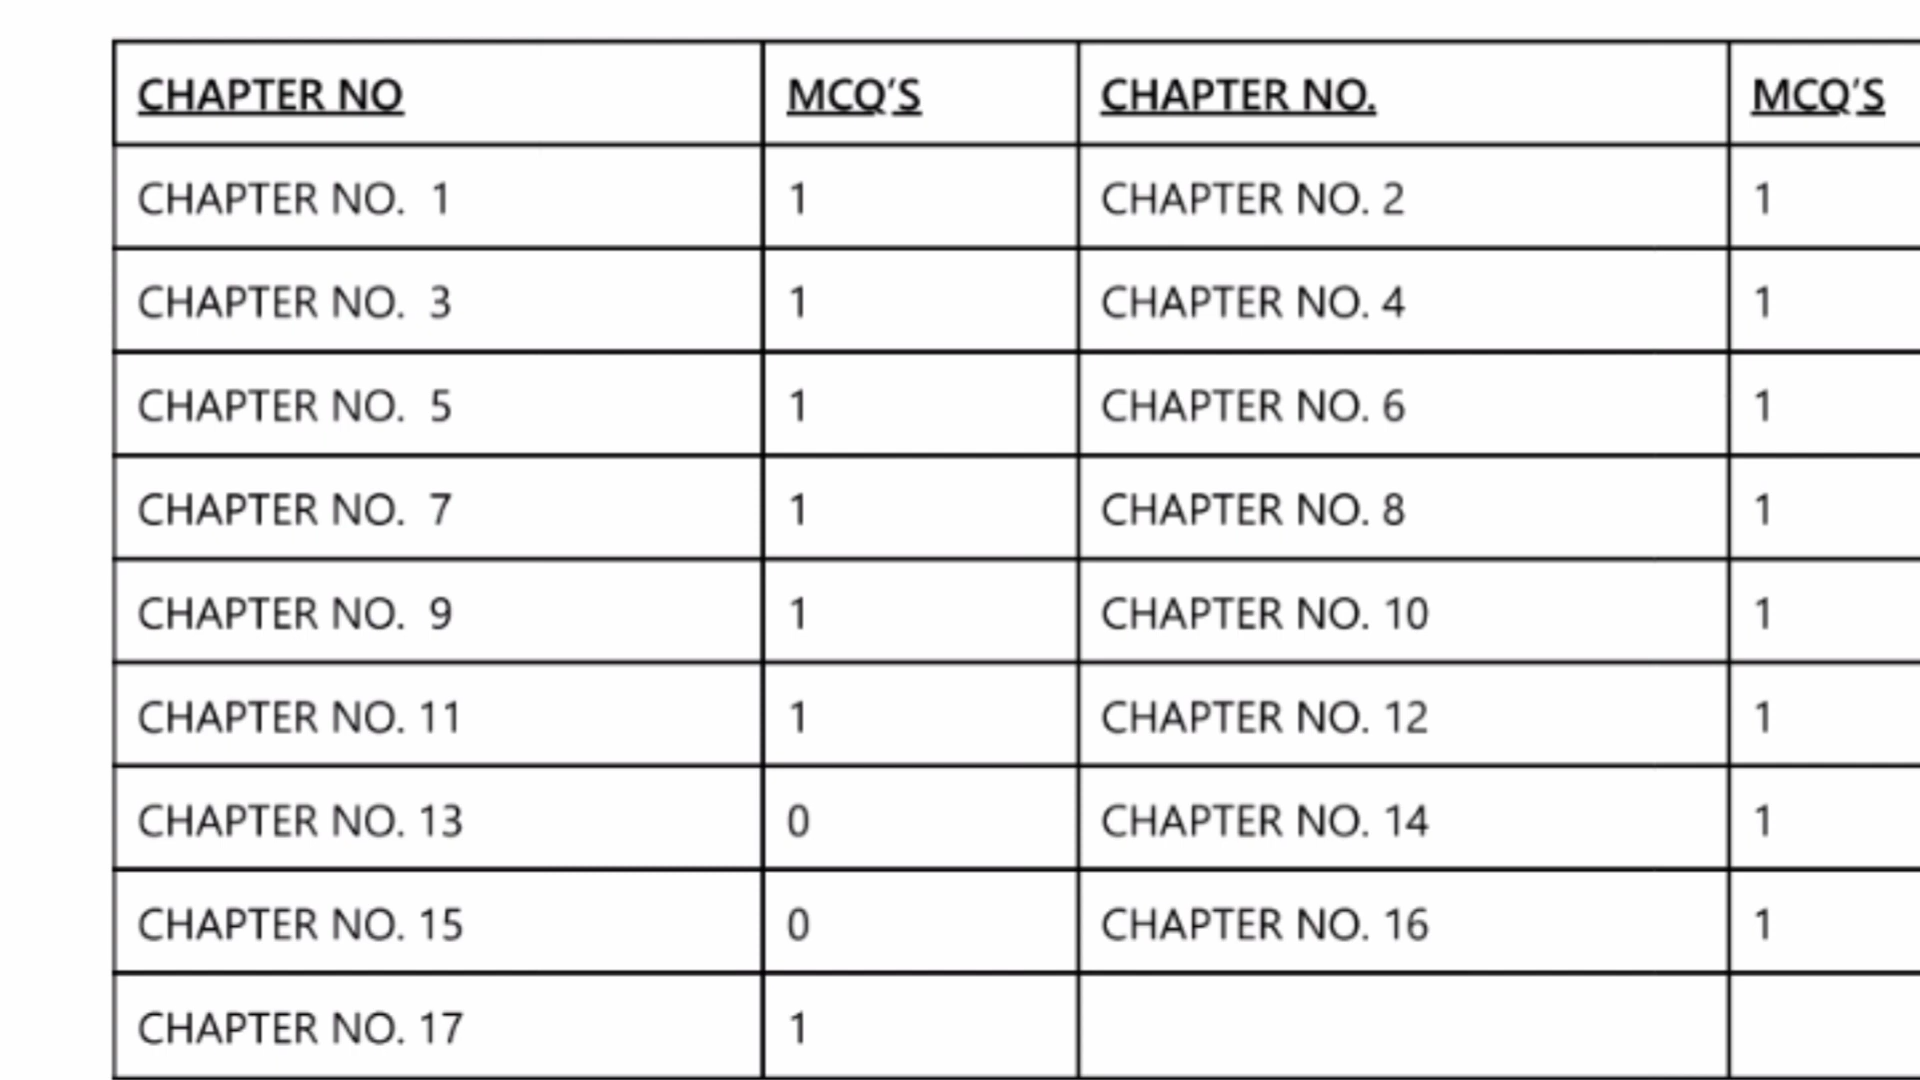 CHAPTER NO MCQ'S CHAPTER NO. MCQ'S
CHAPTER NO. 1 1 CHAPTER NO. 2 1
CHAPTER NO. 3 1 CHAPTER NO. 4 1
CHAPTER NO. 5 1 CHAPTER NO. 6 1
CHAPTER NO. 7 1 CHAPTER NO. 8 1
CHAPTER NO. 9 1 CHAPTER NO. 10 1
CHAPTER NO. 11 1 CHAPTER NO. 12 1
CHAPTER NO. 13 0 CHAPTER NO. 14 1
CHAPTER NO. 15 0 CHAPTER NO. 16 1
CHAPTER NO. 17 1